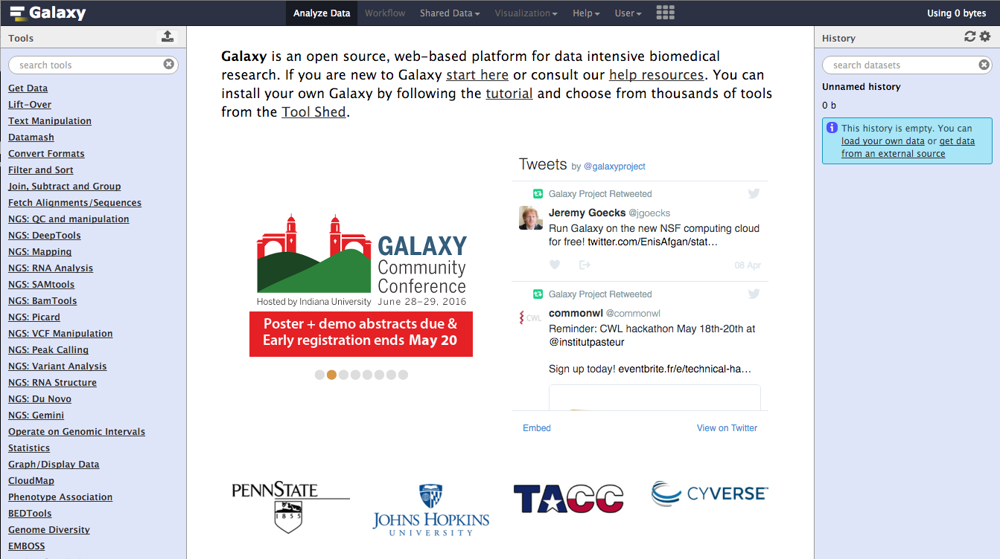 Galaxy
Analyze Data
Workflow
Shared Data
Visualization
Help
User
Using 0 bytes
Tools
search tools
Get Data
Lift-Over
Text Manipulation
Datamash
Convert Formats
Filter and Sort
Join, Subtract and Group
Fetch Alignments/Sequences
NGS: QC and manipulation
NGS: DeepTools
NGS: Mapping
NGS: RNA Analysis
NGS: SAMtools
NGS: BamTools
NGS: Picard
NGS: VCF Manipulation
NGS: Peak Calling
NGS: Variant Analysis
NGS: RNA Structure
NGS: Du Novo
NGS: Gemini
Operate on Genomic Intervals
Statistics
Graph/Display Data
CloudMap
Phenotype Association
BEDTools
Genome Diversity
EMBOSS
Galaxy is an open source, web-based platform for data intensive biomedical
research. If you are new to Galaxy start here or consult our help resources. You can
install your own Galaxy by following the tutorial and choose from thousands of tools
from the Tool Shed.
GALAXY
Community
Conference
Hosted by Indiana University
June 28–29, 2016
Poster + demo abstracts due &
Early registration ends May 20
Tweets by @galaxyproject
Galaxy Project Retweeted
Jeremy Goecks @jgoecks
Run Galaxy on the new NSF computing cloud
for free! twitter.com/EnisAfgan/stat…
08 Apr
Galaxy Project Retweeted
CWL
commonwl @commonwl
Reminder: CWL hackathon May 18th-20th at
@institutpasteur
Sign up today! eventbrite.fr/e/technical-ha…
Embed
View on Twitter
PENNSTATE
1855
JOHNS HOPKINS
UNIVERSITY
TACC
CYVERSE
History
search datasets
Unnamed history
0 b
This history is empty. You can
load your own data or get data
from an external source